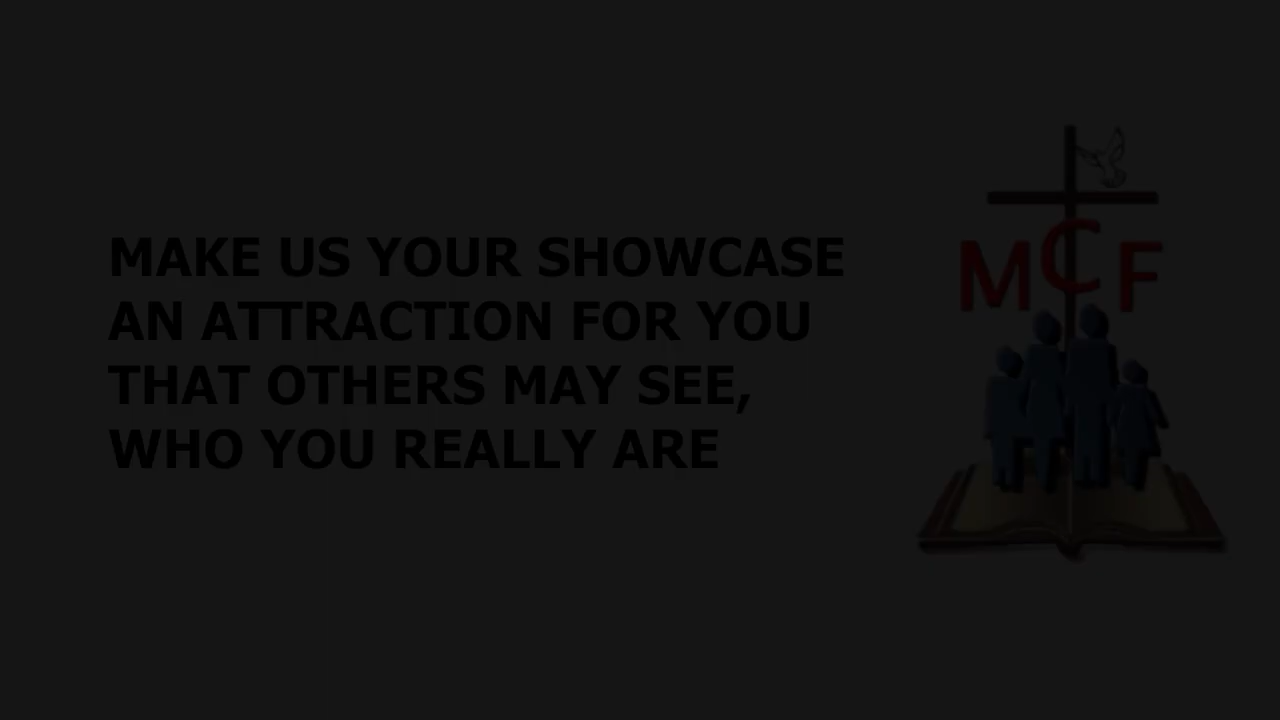 MAKE US YOUR SHOWCASE
AN ATTRACTION FOR YOU
THAT OTHERS MAY SEE,
WHO YOU REALLY ARE
MCF